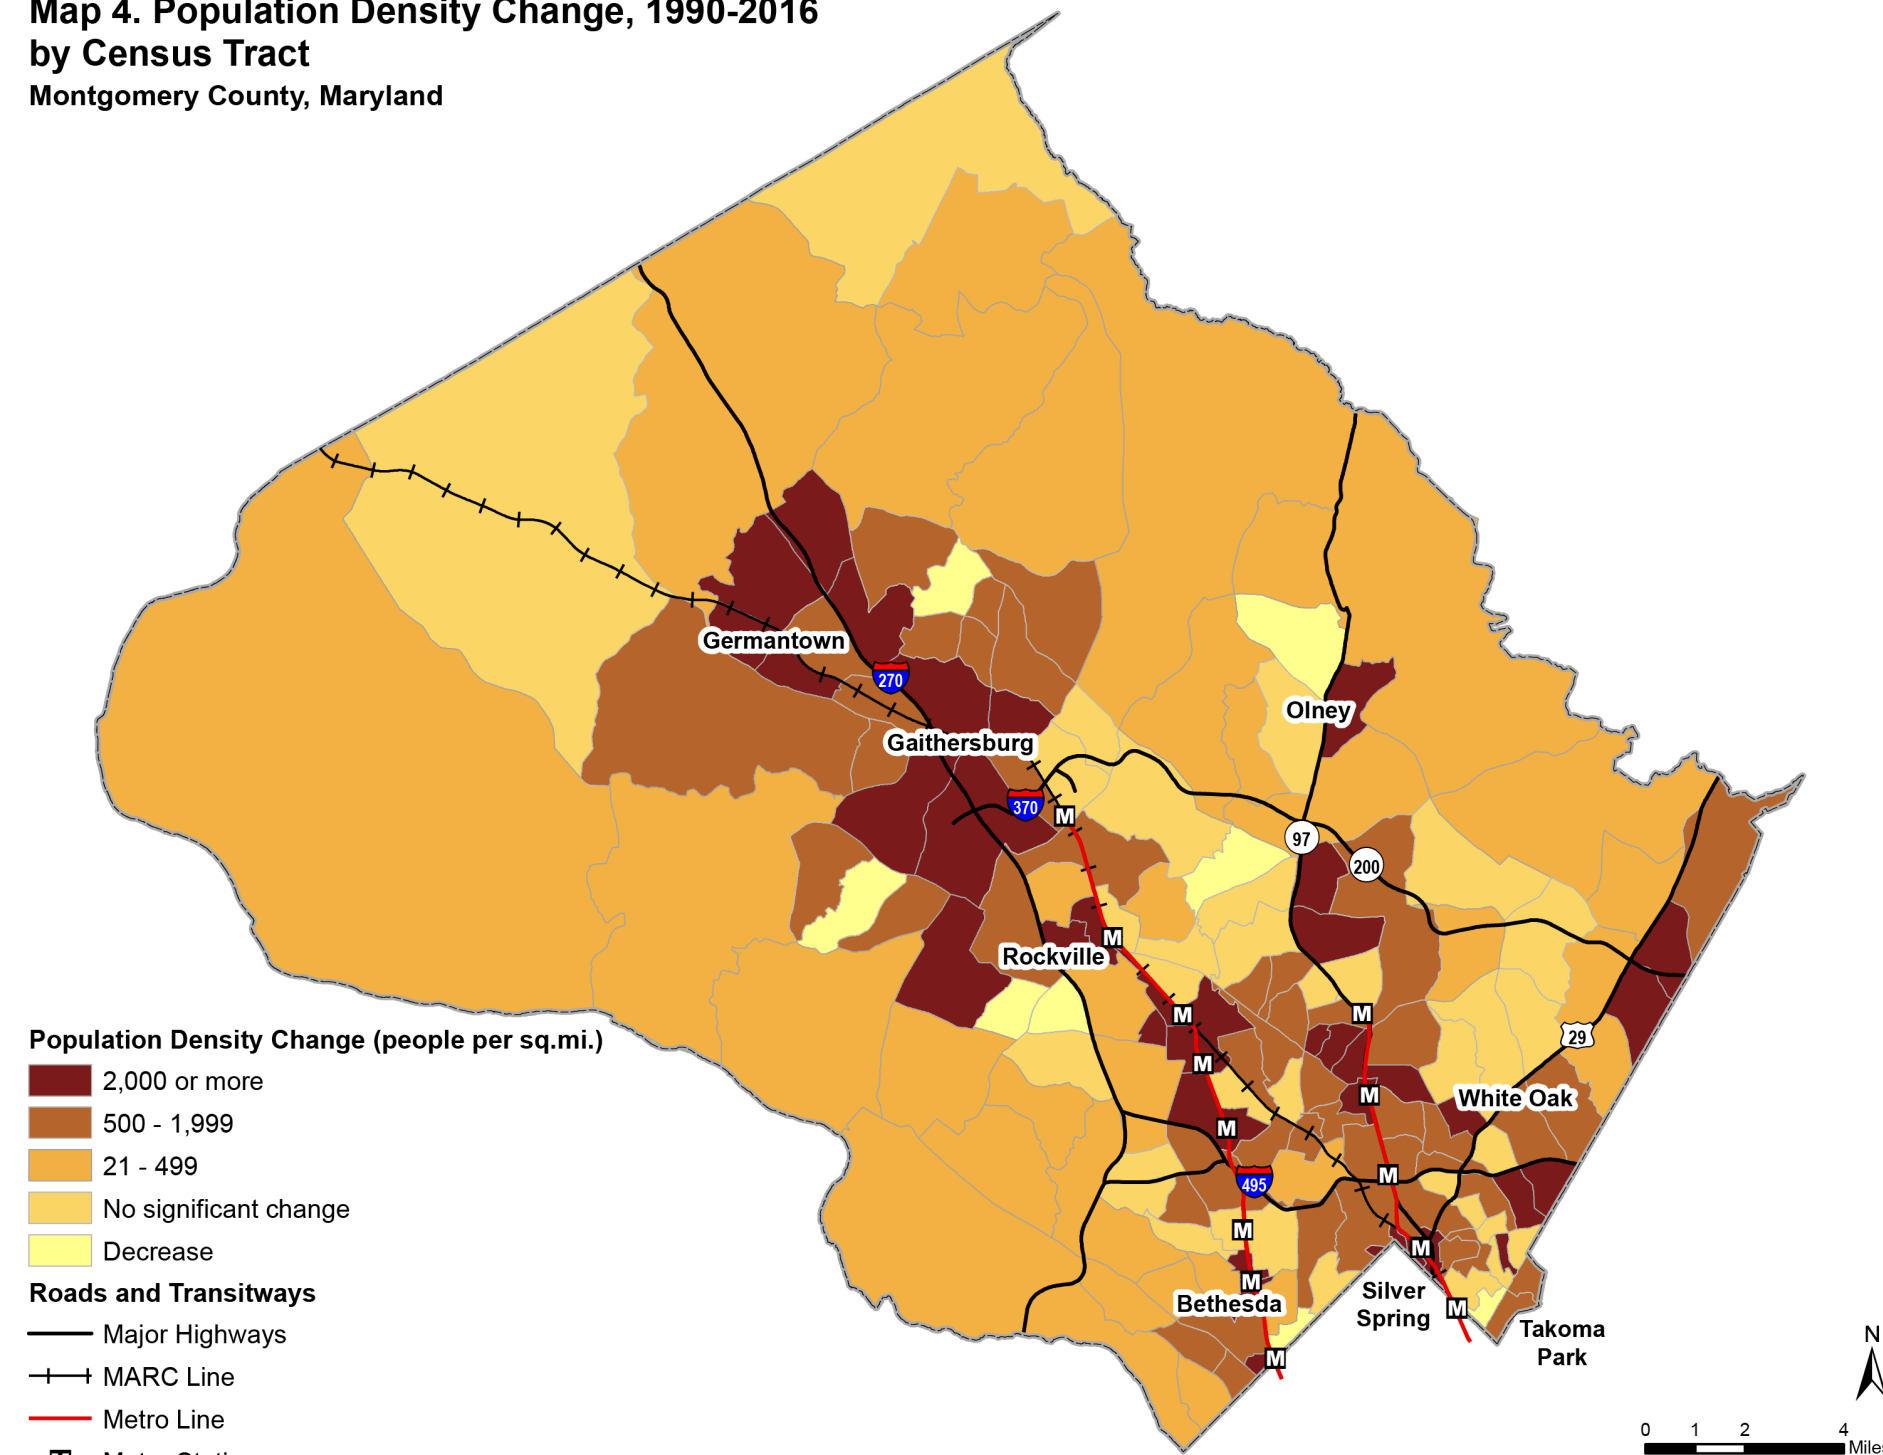 Map 4. Population Density Change, 1990-2016
by Census Tract
Montgomery County, Maryland
Germantown
270
Gaithersburg
Olney
370
M
97
200
M
Rockville
M
M
29
M
M
White Oak
M
M
495
M
M
M
Bethesda
Silver
Spring
M
Takoma
Park
M
Population Density Change (people per sq.mi.)
2,000 or more
500 - 1,999
21 - 499
No significant change
Decrease
Roads and Transitways
Major Highways
MARC Line
Metro Line
N
0 1 2 4
Miles